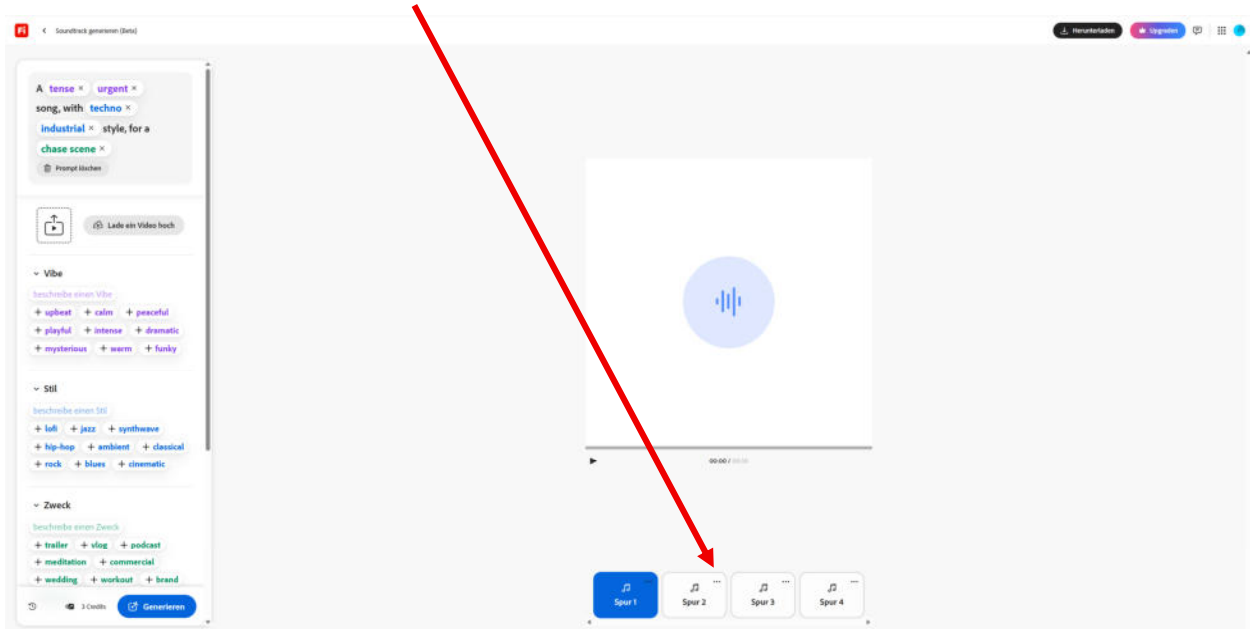 Fi
Soundtrack generieren (Beta)
Herunterladen
Upgraden
A tense × urgent ×
song, with techno ×
industrial × style, for a
chase scene ×
Prompt löschen
Lade ein Video hoch
Vibe
beschreibe einen Vibe
+ upbeat + calm + peaceful
+ playful + intense + dramatic
+ mysterious + warm + funky
Stil
beschreibe einen Stil
+ lofi + jazz + synthwave
+ hip-hop + ambient + classical
+ rock + blues + cinematic
Zweck
beschreibe einen Zweck
+ trailer + vlog + podcast
+ meditation + commercial
+ wedding + workout + brand
3 Credits
Generieren
00:00 / 00:00
Spur 1
Spur 2
Spur 3
Spur 4